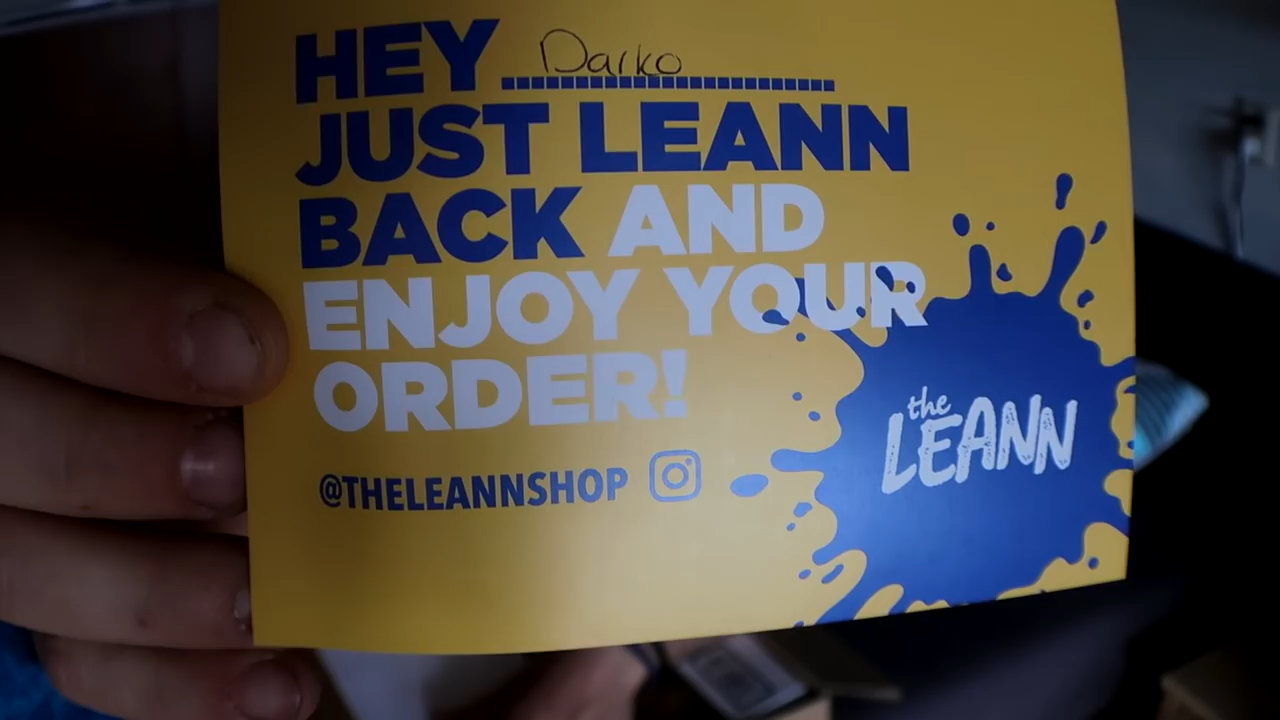 HEY Darko
JUST LEANN
BACK AND
ENJOY YOUR
ORDER!
@THELEANNSHOP
the
LEANN